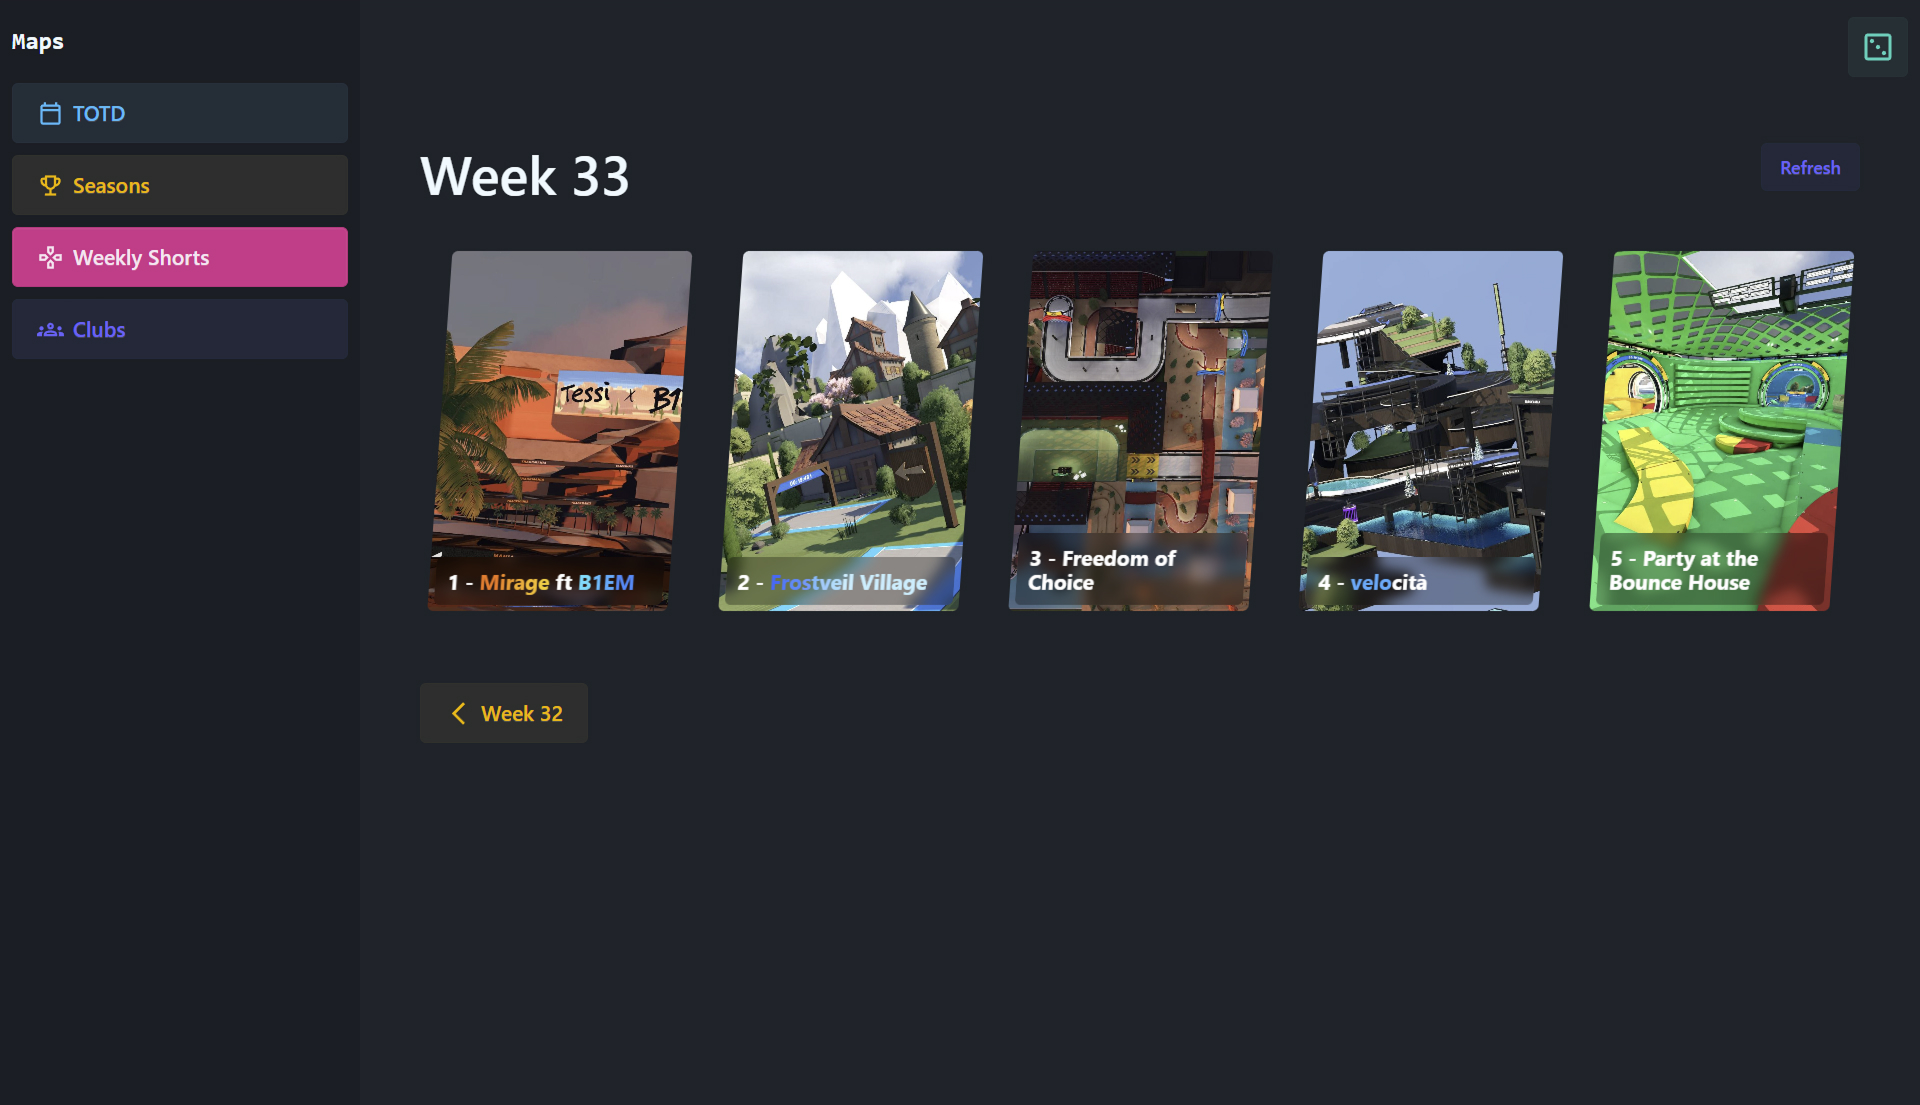 Maps
TOTD
Seasons
Weekly Shorts
Clubs
Week 33
Refresh
Tessi x B1
1 - Mirage ft B1EM
2 - Frostveil Village
3 - Freedom of
Choice
4 - velocità
5 - Party at the
Bounce House
Week 32